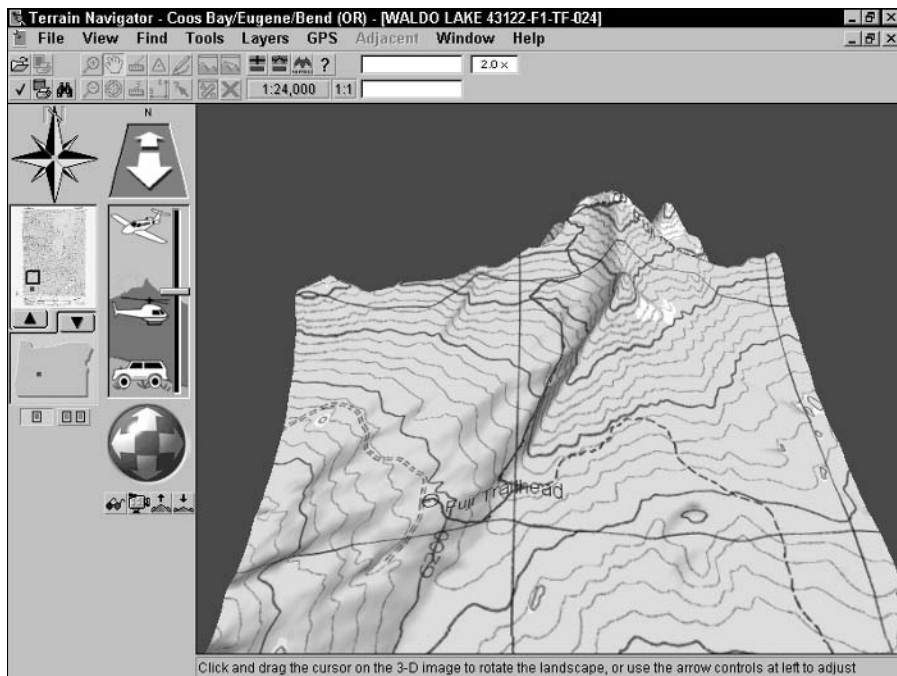 Terrain Navigator - Coos Bay/Eugene/Bend (OR) - [WALDO LAKE 43122-F1-TF-024]
File View Find Tools Layers GPS Adjacent Window Help
2.0 x
1:24,000 1:1
N
N
Fuji Trailhead
6200
Click and drag the cursor on the 3-D image to rotate the landscape, or use the arrow controls at left to adjust